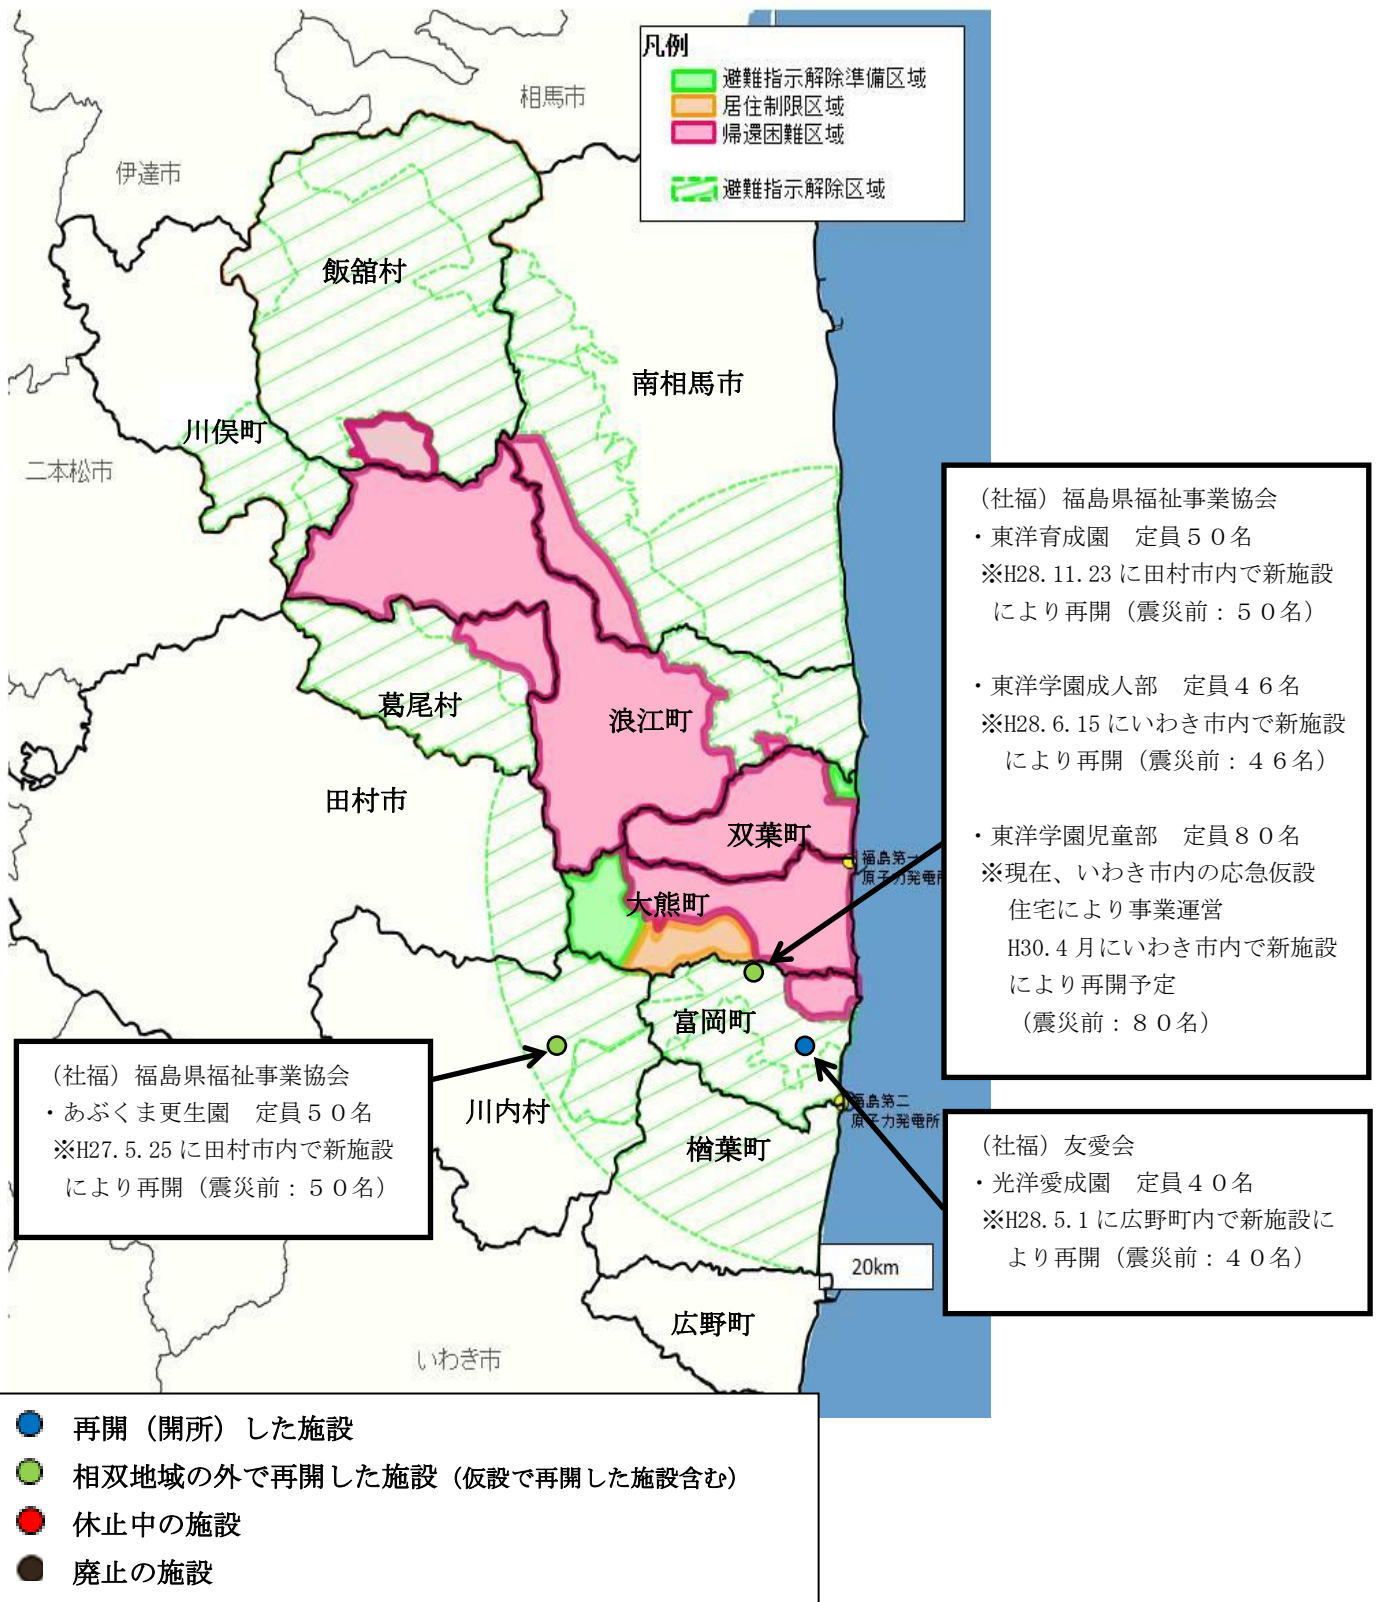 凡例
避難指示解除準備区域
居住制限区域
帰還困難区域
避難指示解除区域
相馬市
伊達市
飯舘村
南相馬市
川俣町
二本松市
葛尾村
浪江町
田村市
双葉町
福島第一
原子力発電所
大熊町
富岡町
川内村
福島第二
原子力発電所
楢葉町
20km
広野町
いわき市
（社福）福島県福祉事業協会
・東洋育成園　定員５０名
※H28.11.23 に田村市内で新施設
により再開（震災前：５０名）
・東洋学園成人部　定員４６名
※H28.6.15 にいわき市内で新施設
により再開（震災前：４６名）
・東洋学園児童部　定員８０名
※現在、いわき市内の応急仮設
住宅により事業運営
H30.4 月にいわき市内で新施設
により再開予定
（震災前：８０名）
（社福）福島県福祉事業協会
・あぶくま更生園　定員５０名
※H27.5.25 に田村市内で新施設
により再開（震災前：５０名）
（社福）友愛会
・光洋愛成園　定員４０名
※H28.5.1 に広野町内で新施設に
より再開（震災前：４０名）
再開（開所）した施設
相双地域の外で再開した施設（仮設で再開した施設含む）
休止中の施設
廃止の施設